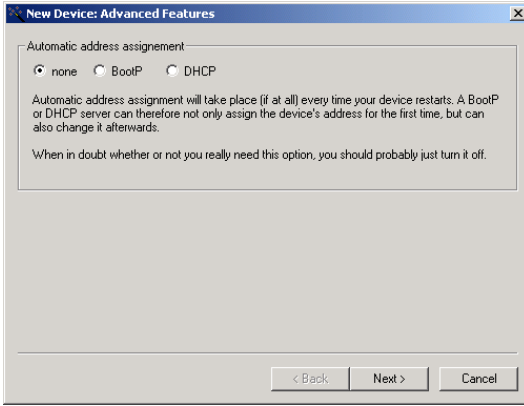 New Device: Advanced Features
Automatic address assignement
none BootP DHCP
Automatic address assignment will take place (if at all) every time your device restarts. A BootP
or DHCP server can therefore not only assign the device's address for the first time, but can
also change it afterwards.
When in doubt whether or not you really need this option, you should probably just turn it off.
< Back Next > Cancel